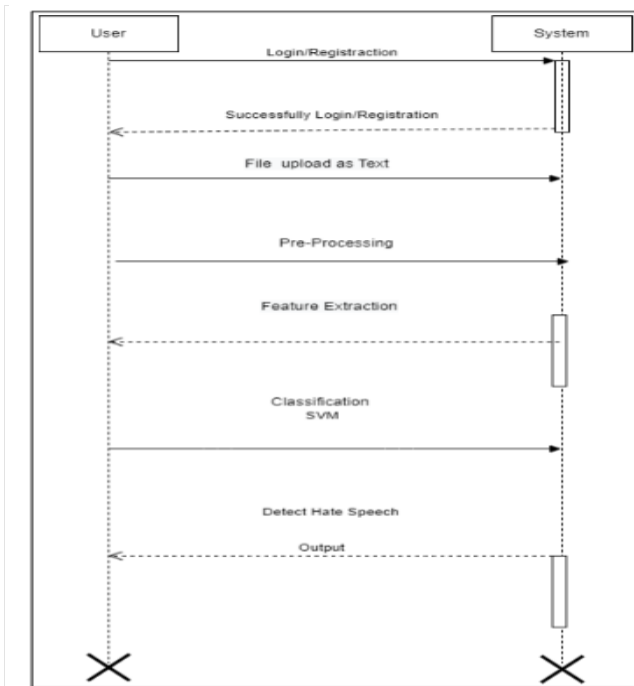 User
System
Login/Registraction
Successfully Login/Registration
File upload as Text
Pre-Processing
Feature Extraction
Classification
SVM
Detect Hate Speech
Output